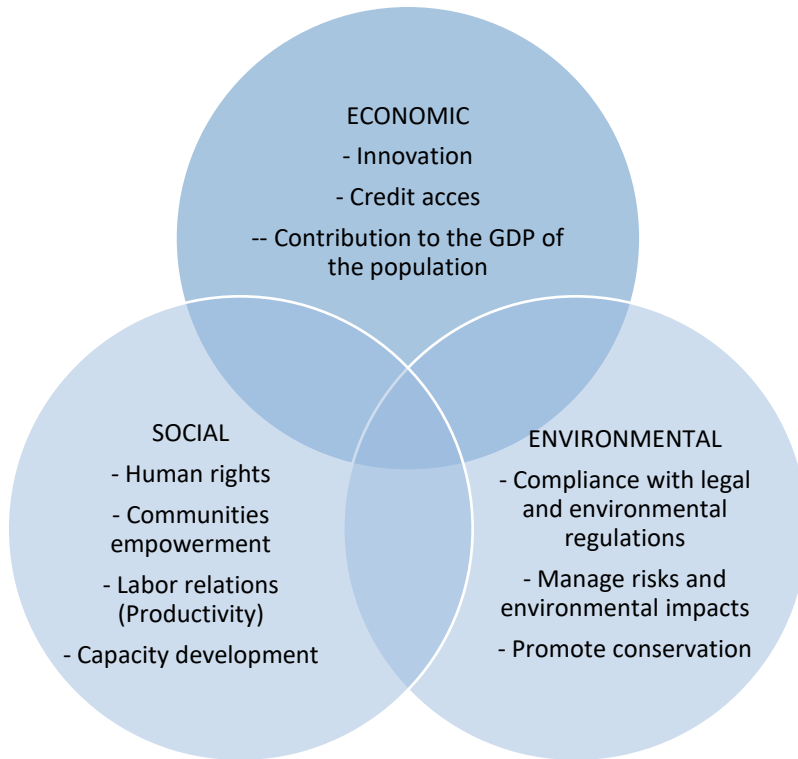 ECONOMIC
- Innovation
- Credit acces
-- Contribution to the GDP of
the population
SOCIAL
- Human rights
- Communities
empowerment
- Labor relations
(Productivity)
- Capacity development
ENVIRONMENTAL
- Compliance with legal
and environmental
regulations
- Manage risks and
environmental impacts
- Promote conservation